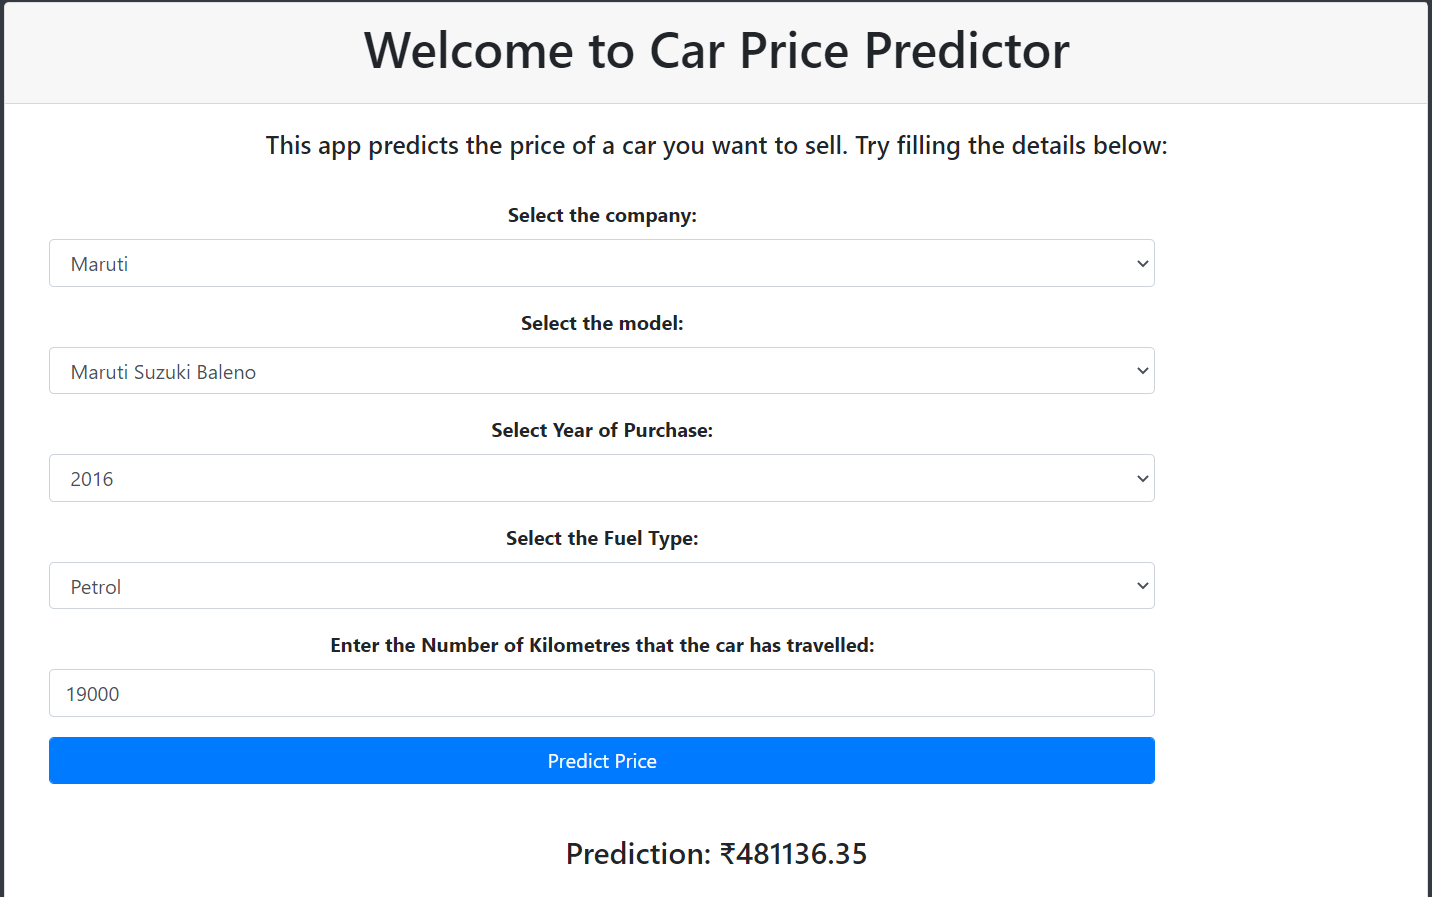 Welcome to Car Price Predictor
This app predicts the price of a car you want to sell. Try filling the details below:
Select the company:
Maruti
Select the model:
Maruti Suzuki Baleno
Select Year of Purchase:
2016
Select the Fuel Type:
Petrol
Enter the Number of Kilometres that the car has travelled:
19000
Predict Price
Prediction: ₹481136.35